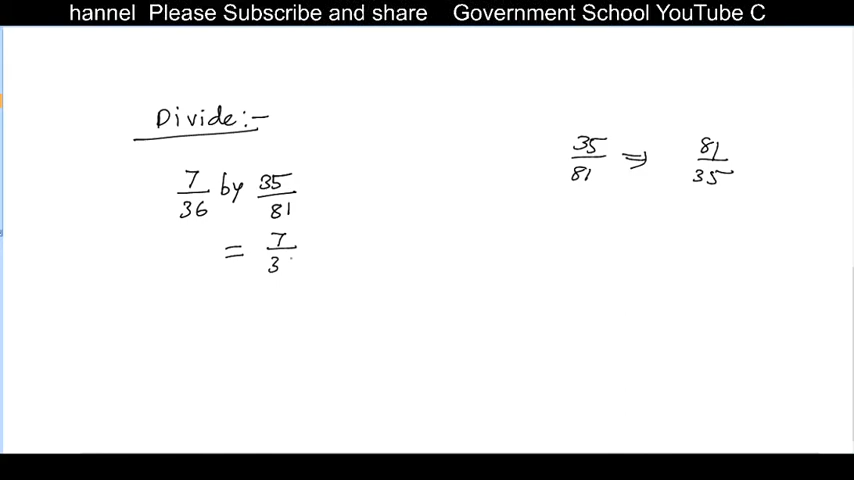 hannel Please Subscribe and share Government School YouTube C
Divide:-
7/36 by 35/81
= 7/3
35/81 ⇒ 81/35